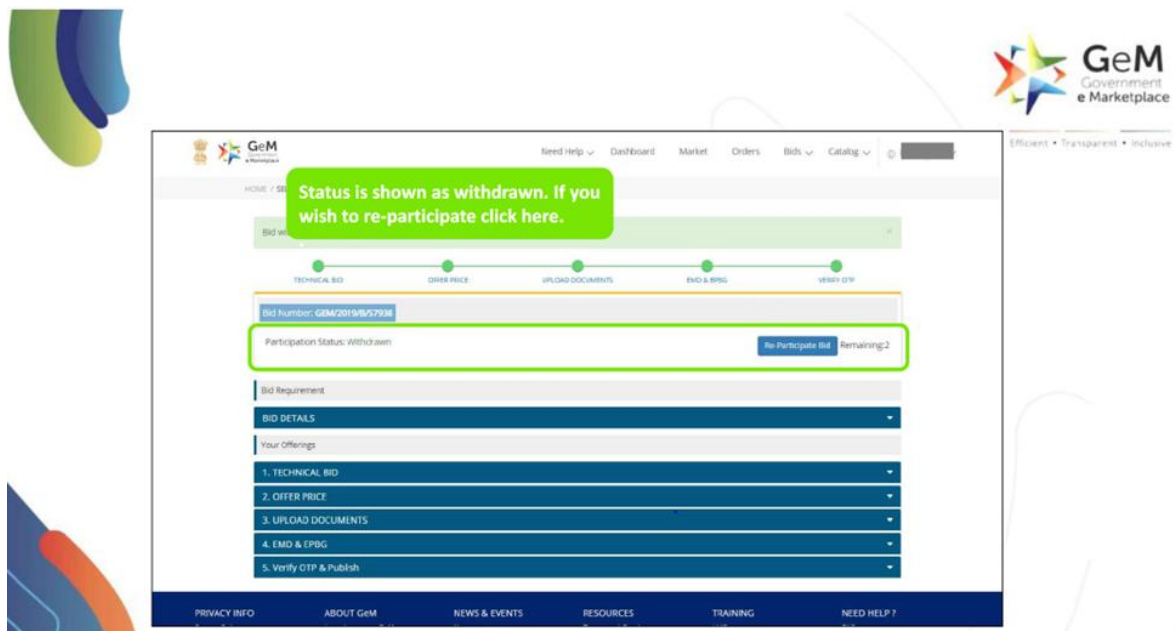 GeM
Government
e Marketplace
Efficient • Transparent • Inclusive
GeM
Government
e Marketplace
Need Help
Dashboard
Market
Orders
Bids
Catalog
HOME /
Status is shown as withdrawn. If you
wish to re-participate click here.
Bid
×
TECHNICAL BID
OFFER PRICE
UPLOAD DOCUMENTS
EMD & EPBG
VERIFY OTP
Bid Number: GEM/2019/B/57938
Participation Status: Withdrawn
Re-Participate Bid
Remaining:2
Bid Requirement
BID DETAILS
Your Offerings
1. TECHNICAL BID
2. OFFER PRICE
3. UPLOAD DOCUMENTS
4. EMD & EPBG
5. Verify OTP & Publish
PRIVACY INFO
ABOUT GeM
NEWS & EVENTS
RESOURCES
TRAINING
NEED HELP ?